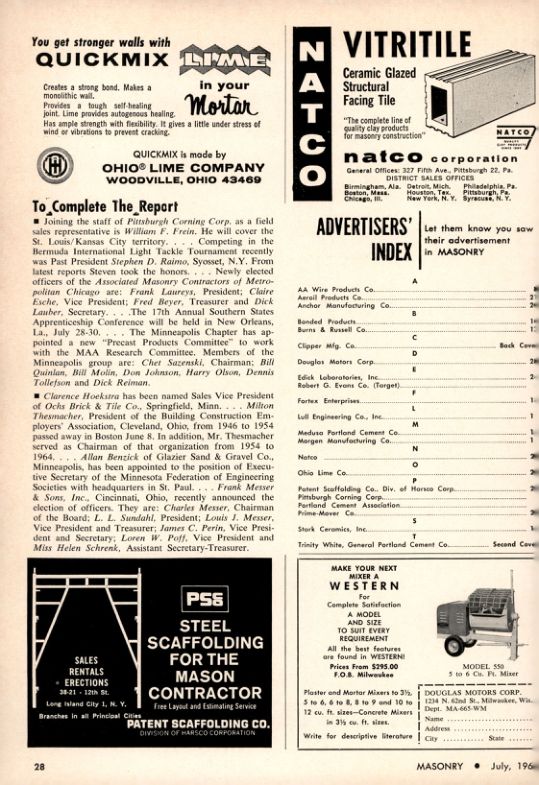 You get stronger walls with
QUICKMIX LIME
in your
Mortar
Creates a strong bond. Makes a
monolithic wall.
Provides a tough self-healing
joint. Lime provides autogenous healing.
Has ample strength with flexibility. It gives a little under stress of
wind or vibrations to prevent cracking.
QUICKMIX is made by
OHIO® LIME COMPANY
WOODVILLE, OHIO 43469
To Complete The Report
■ Joining the staff of Pittsburgh Corning Corp. as a field
sales representative is William F. Frein. He will cover the
St. Louis/Kansas City territory. . . . Competing in the
Bermuda International Light Tackle Tournament recently
was Past President Stephen D. Raimo, Syosset, N.Y. From
latest reports Steven took the honors. . . . Newly elected
officers of the Associated Mason Contractors of Metro-
politan Chicago are: Frank Laureys, President; Claire
Esche, Vice President; Fred Beyer, Treasurer and Dick
Lauber, Secretary. . . .The 17th Annual Southern States
Apprenticeship Conference will be held in New Orleans,
La., July 28-30. . . . The Minneapolis Chapter has ap-
pointed a new "Precast Products Committee" to work
with the MAA Research Committee. Members of the
Minneapolis group are: Chet Sazenski, Chairman; Bill
Quinlan, Bill Molin, Don Johnson, Harry Olson, Dennis
Tollefson and Dick Reiman.
■ Clarence Hoekstra has been named Sales Vice President
of Ochs Brick & Tile Co., Springfield, Minn. . . . Milton
Thesmacher, President of the Building Construction Em-
ployers' Association, Cleveland, Ohio, from 1946 to 1954
passed away in Boston June 8. In addition, Mr. Thesmacher
served as Chairman of that organization from 1954 to
1964. . . . Allan Benzick of Glazier Sand & Gravel Co.,
Minneapolis, has been appointed to the position of Execu-
tive Secretary of the Minnesota Federation of Engineering
Societies with headquarters in St. Paul. . . . Frank Messer
& Sons, Inc., Cincinnati, Ohio, recently announced the
election of officers. They are: Charles Messer, Chairman
of the Board; L. L. Sundahl, President; Louis J. Messer,
Vice President and Treasurer; James C. Perin, Vice Presi-
dent and Secretary; Loren W. Poff, Vice President and
Miss Helen Schrenk, Assistant Secretary-Treasurer.
PSCo
STEEL
SCAFFOLDING
FOR THE
MASON
CONTRACTOR
Free Layout and Estimating Service
SALES
RENTALS
ERECTIONS
38-21 - 12th St.
Long Island City 1, N. Y.
Branches in all Principal Cities
PATENT SCAFFOLDING CO.
DIVISION OF HARSCO CORPORATION
NATCO
VITRITILE
Ceramic Glazed
Structural
Facing Tile
"The complete line of
quality clay products
for masonry construction"
NATCO
QUALITY
CLAY PRODUCTS
natco corporation
General Offices: 327 Fifth Ave., Pittsburgh 22, Pa.
DISTRICT SALES OFFICES
Birmingham, Ala. Detroit, Mich. Philadelphia, Pa.
Boston, Mass. Houston, Tex. Pittsburgh, Pa.
Chicago, Ill. New York, N. Y. Syracuse, N. Y.
ADVERTISERS'
INDEX
Let them know you saw
their advertisement
in MASONRY
A
AA Wire Products Co.
Aeroil Products Co.
Anchor Manufacturing Co.
B
Bonded Products
Burns & Russell Co.
C
Clipper Mfg. Co. Back Cove
D
Douglas Motors Corp.
E
Edick Laboratories, Inc.
Robert G. Evans Co. (Target)
F
Fortex Enterprises
L
Lull Engineering Co., Inc.
M
Medusa Portland Cement Co.
Morgen Manufacturing Co.
N
Natco
O
Ohio Lime Co.
P
Patent Scaffolding Co., Div. of Harsco Corp.
Pittsburgh Corning Corp.
Portland Cement Association
Prime-Mover Co.
S
Stark Ceramics, Inc.
T
Trinity White, General Portland Cement Co. Second Cove
MAKE YOUR NEXT
MIXER A
WESTERN
For
Complete Satisfaction
A MODEL
AND SIZE
TO SUIT EVERY
REQUIREMENT
All the best features
are found in WESTERN!
Prices From $295.00
F.O.B. Milwaukee
MODEL 550
5 to 6 Cu. Ft. Mixer
Plaster and Mortar Mixers to 3½,
5 to 6, 6 to 8, 8 to 9 and 10 to
12 cu. ft. sizes—Concrete Mixers
in 3½ cu. ft. sizes.
Write for descriptive literature
DOUGLAS MOTORS CORP.
1234 N. 62nd St., Milwaukee, Wis.
Dept. MA-665-WM
Name
Address
City State
28
MASONRY • July, 196